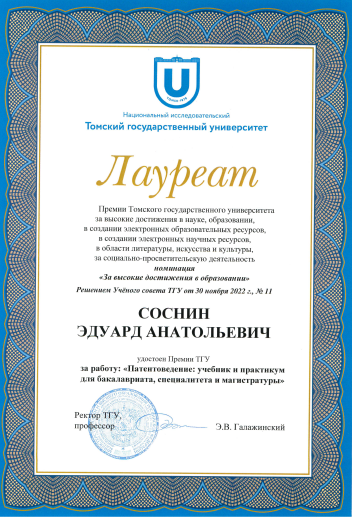 Национальный исследовательский
Томский государственный университет
Лауреат
Премии Томского государственного университета
за высокие достижения в науке, образовании,
в создании электронных образовательных ресурсов,
в создании электронных научных ресурсов,
в области литературы, искусства и культуры,
за социально-просветительскую деятельность
номинация
«За высокие достижения в образовании»
Решением Учёного совета ТГУ от 30 ноября 2022 г., № 11
СОСНИН
ЭДУАРД АНАТОЛЬЕВИЧ
удостоен Премии ТГУ
за работу: «Патентоведение: учебник и практикум
для бакалавриата, специалитета и магистратуры»
Ректор ТГУ,
профессор Э.В. Галажинский